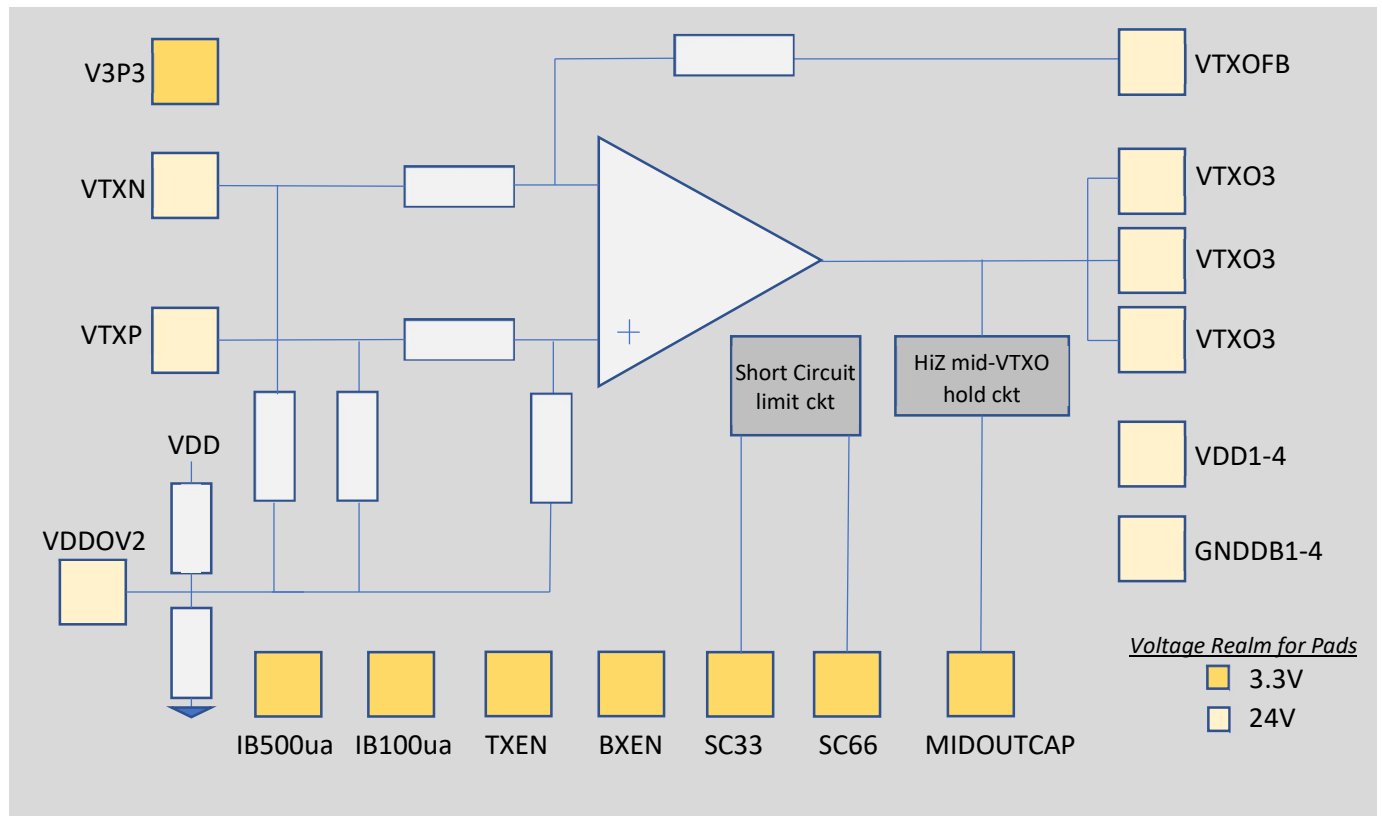 V3P3
VTXOFB
VTXN
VTXO3
VTXO3
VTXP
+
VTXO3
Short Circuit
limit ckt
HiZ mid-VTXO
hold ckt
VDD
VDD1-4
VDDOV2
GNDDB1-4
Voltage Realm for Pads
3.3V
24V
IB500ua
IB100ua
TXEN
BXEN
SC33
SC66
MIDOUTCAP